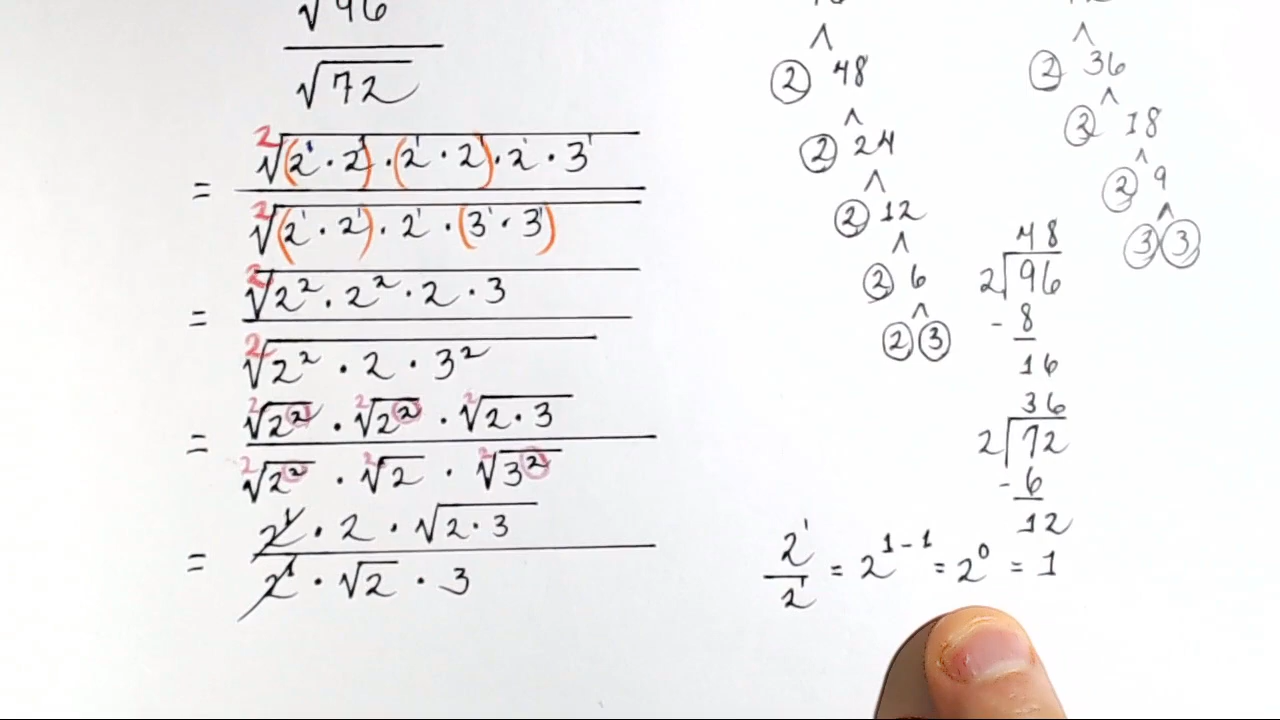 √96
√72
= ²√(2¹ · 2¹) · (2¹ · 2¹) · 2¹ · 3¹
²√(2¹ · 2¹) · 2¹ · (3¹ · 3¹)
= ²√2² · 2² · 2 · 3
²√2² · 2 · 3²
= ²√2² · ²√2² · ²√2 · 3
²√2² · ²√2 · ²√3²
= 2¹ · 2 · √2 · 3
2¹ · √2 · 3
2 48
2 24
2 12
2 6
2 3
2 36
2 18
2 9
3 3
48
2√96
- 8
16
36
2√72
- 6
12
2¹
2¹ = 2¹⁻¹ = 2⁰ = 1